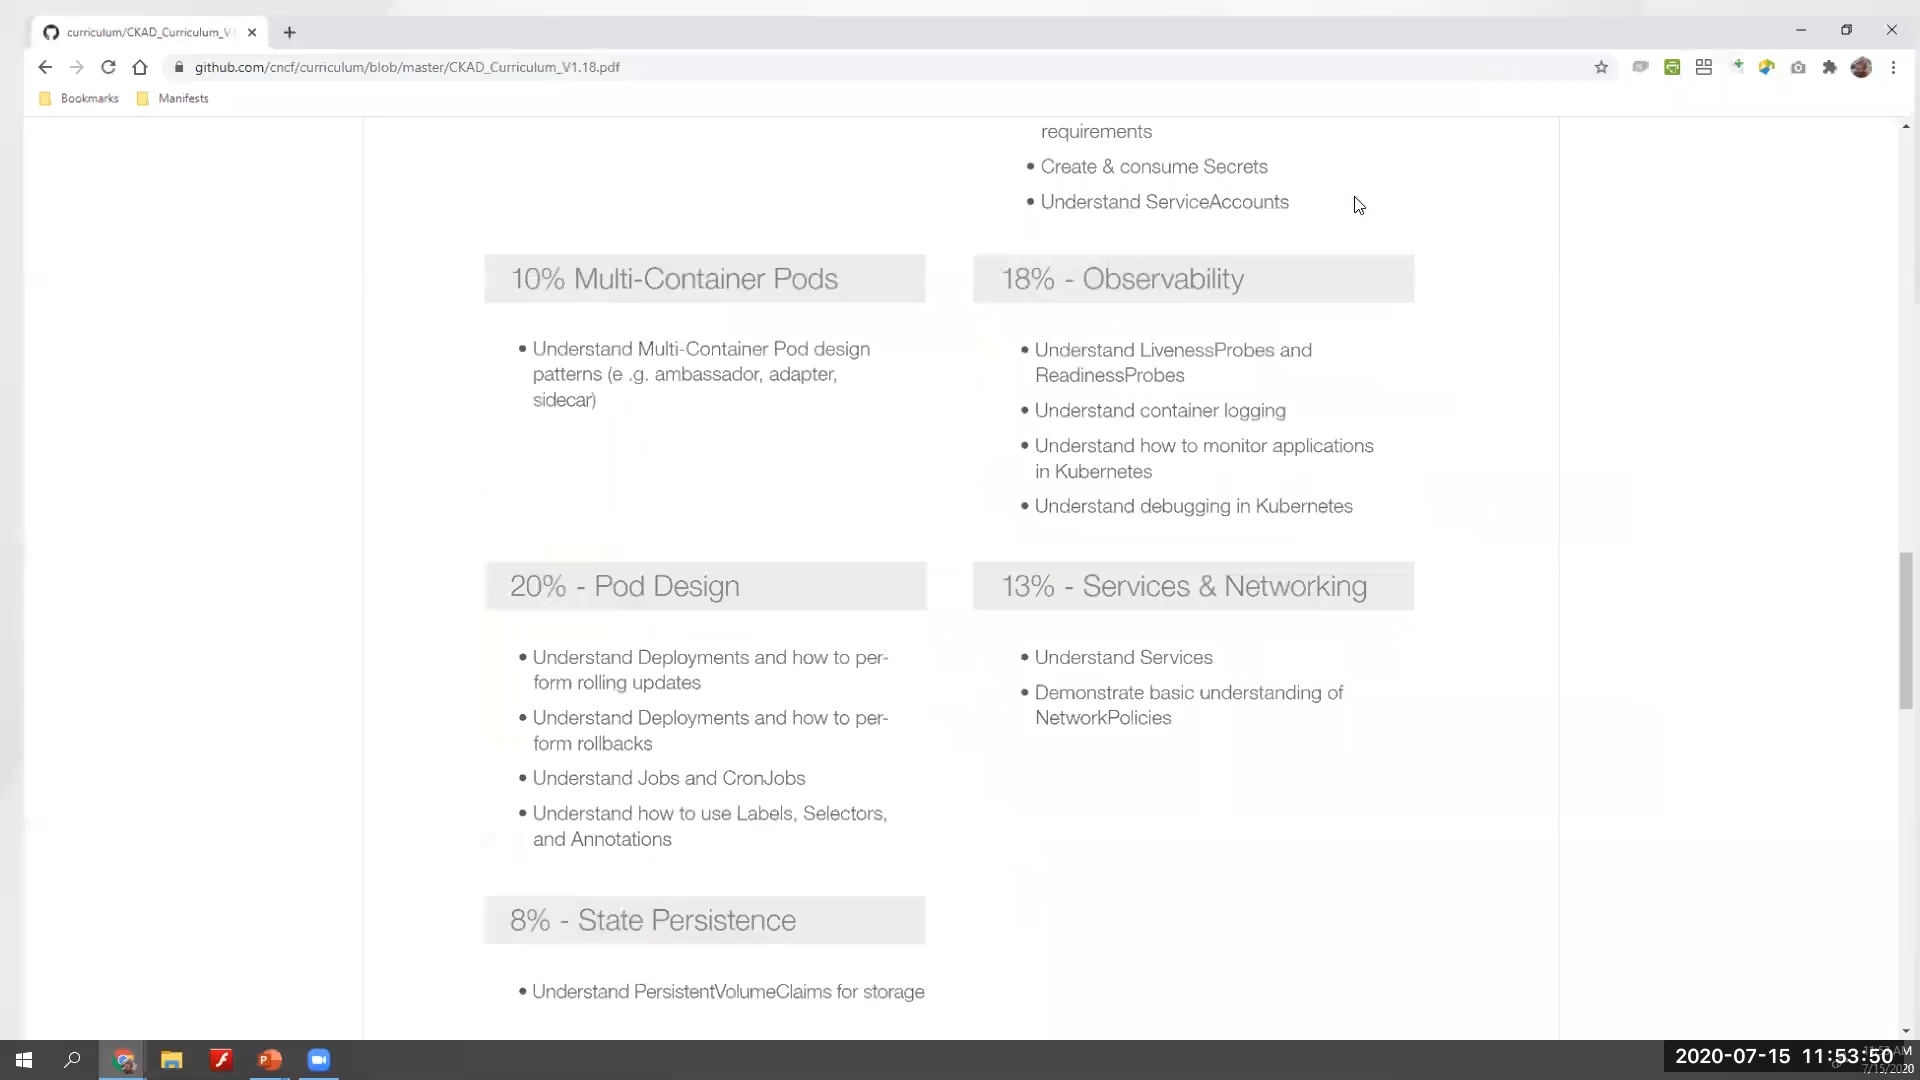 curriculum/CKAD_Curriculum_V
github.com/cncf/curriculum/blob/master/CKAD_Curriculum_V1.18.pdf
Bookmarks
Manifests
requirements
• Create & consume Secrets
• Understand ServiceAccounts
10% Multi-Container Pods
• Understand Multi-Container Pod design
patterns (e .g. ambassador, adapter,
sidecar)
18% - Observability
• Understand LivenessProbes and
ReadinessProbes
• Understand container logging
• Understand how to monitor applications
in Kubernetes
• Understand debugging in Kubernetes
20% - Pod Design
• Understand Deployments and how to per-
form rolling updates
• Understand Deployments and how to per-
form rollbacks
• Understand Jobs and CronJobs
• Understand how to use Labels, Selectors,
and Annotations
13% - Services & Networking
• Understand Services
• Demonstrate basic understanding of
NetworkPolicies
8% - State Persistence
• Understand PersistentVolumeClaims for storage
2020-07-15 11:53:50
7/15/2020